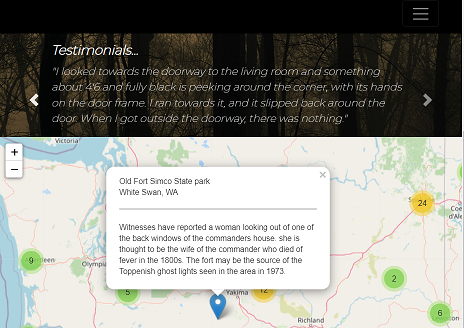 Testimonials...
"I looked towards the doorway to the living room and something
about 4'6 and fully black is peeking around the corner, with its hands
on the door frame. I ran towards it, and it slipped back around the
door. When I got outside the doorway, there was nothing."
Victoria
+
−
×
Old Fort Simco State park
White Swan, WA
Witnesses have reported a woman looking out of one of
the back windows of the commanders house. she is
thought to be the wife of the commander who died of
fever in the 1800s. The fort may be the source of the
Toppenish ghost lights seen in the area in 1973.
24
9
Aberdeen
Olympia
5
Yakima
12
2
6
Richland